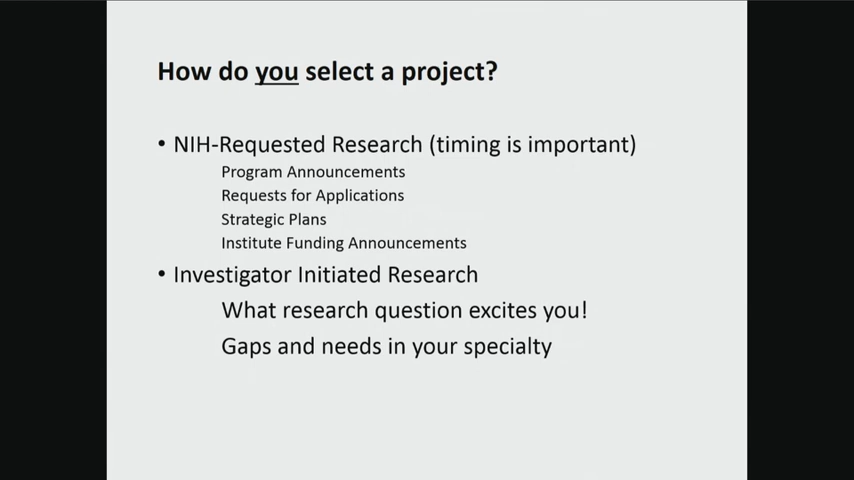 How do you select a project?
• NIH-Requested Research (timing is important)
Program Announcements
Requests for Applications
Strategic Plans
Institute Funding Announcements
• Investigator Initiated Research
What research question excites you!
Gaps and needs in your specialty